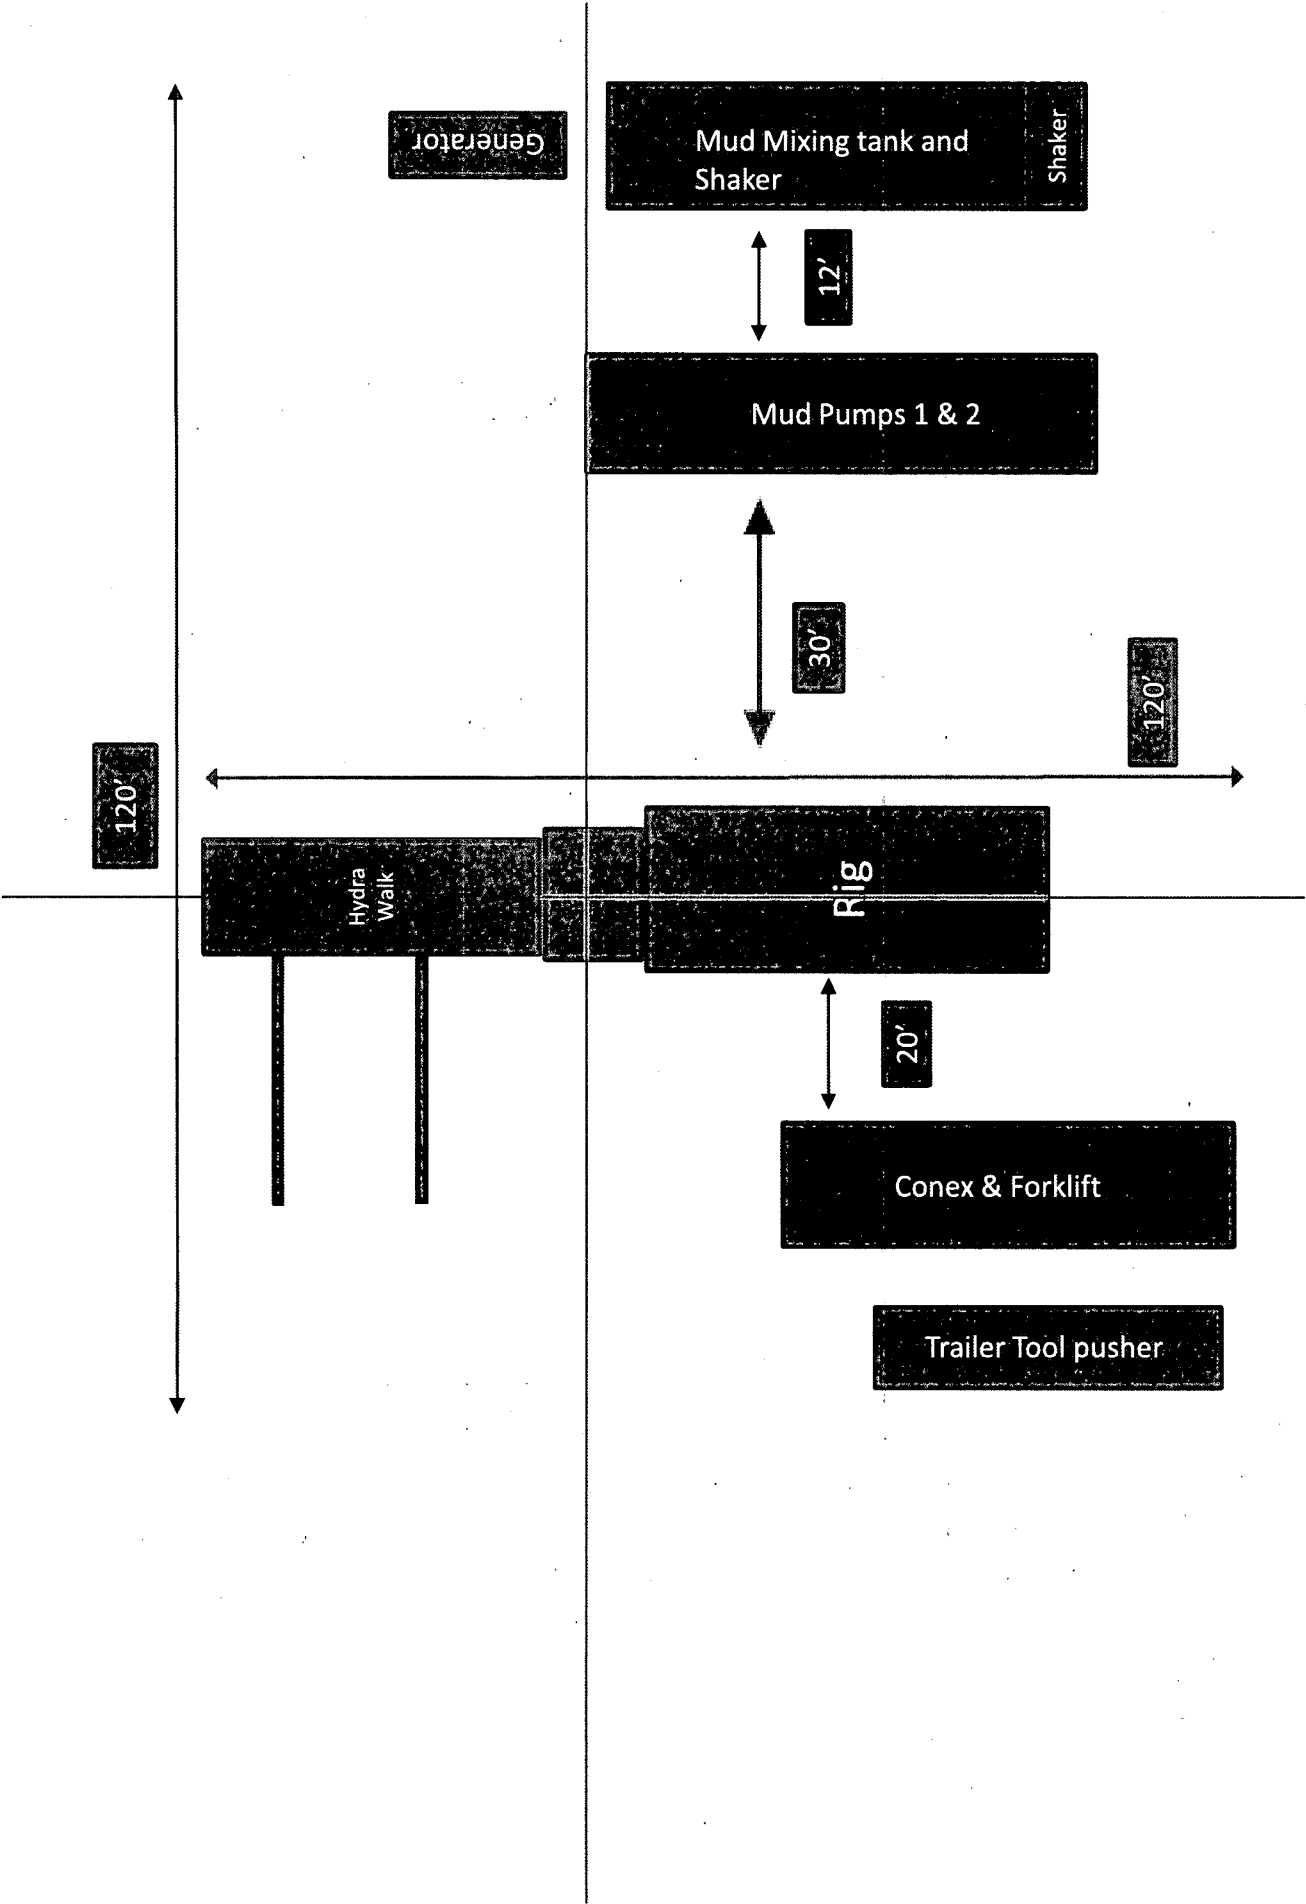 Generator
Mud Mixing tank and
Shaker
Shaker
12’
Mud Pumps 1 & 2
30’
120’
120’
Hydra
Walk
Rig
20’
Conex & Forklift
Trailer Tool pusher